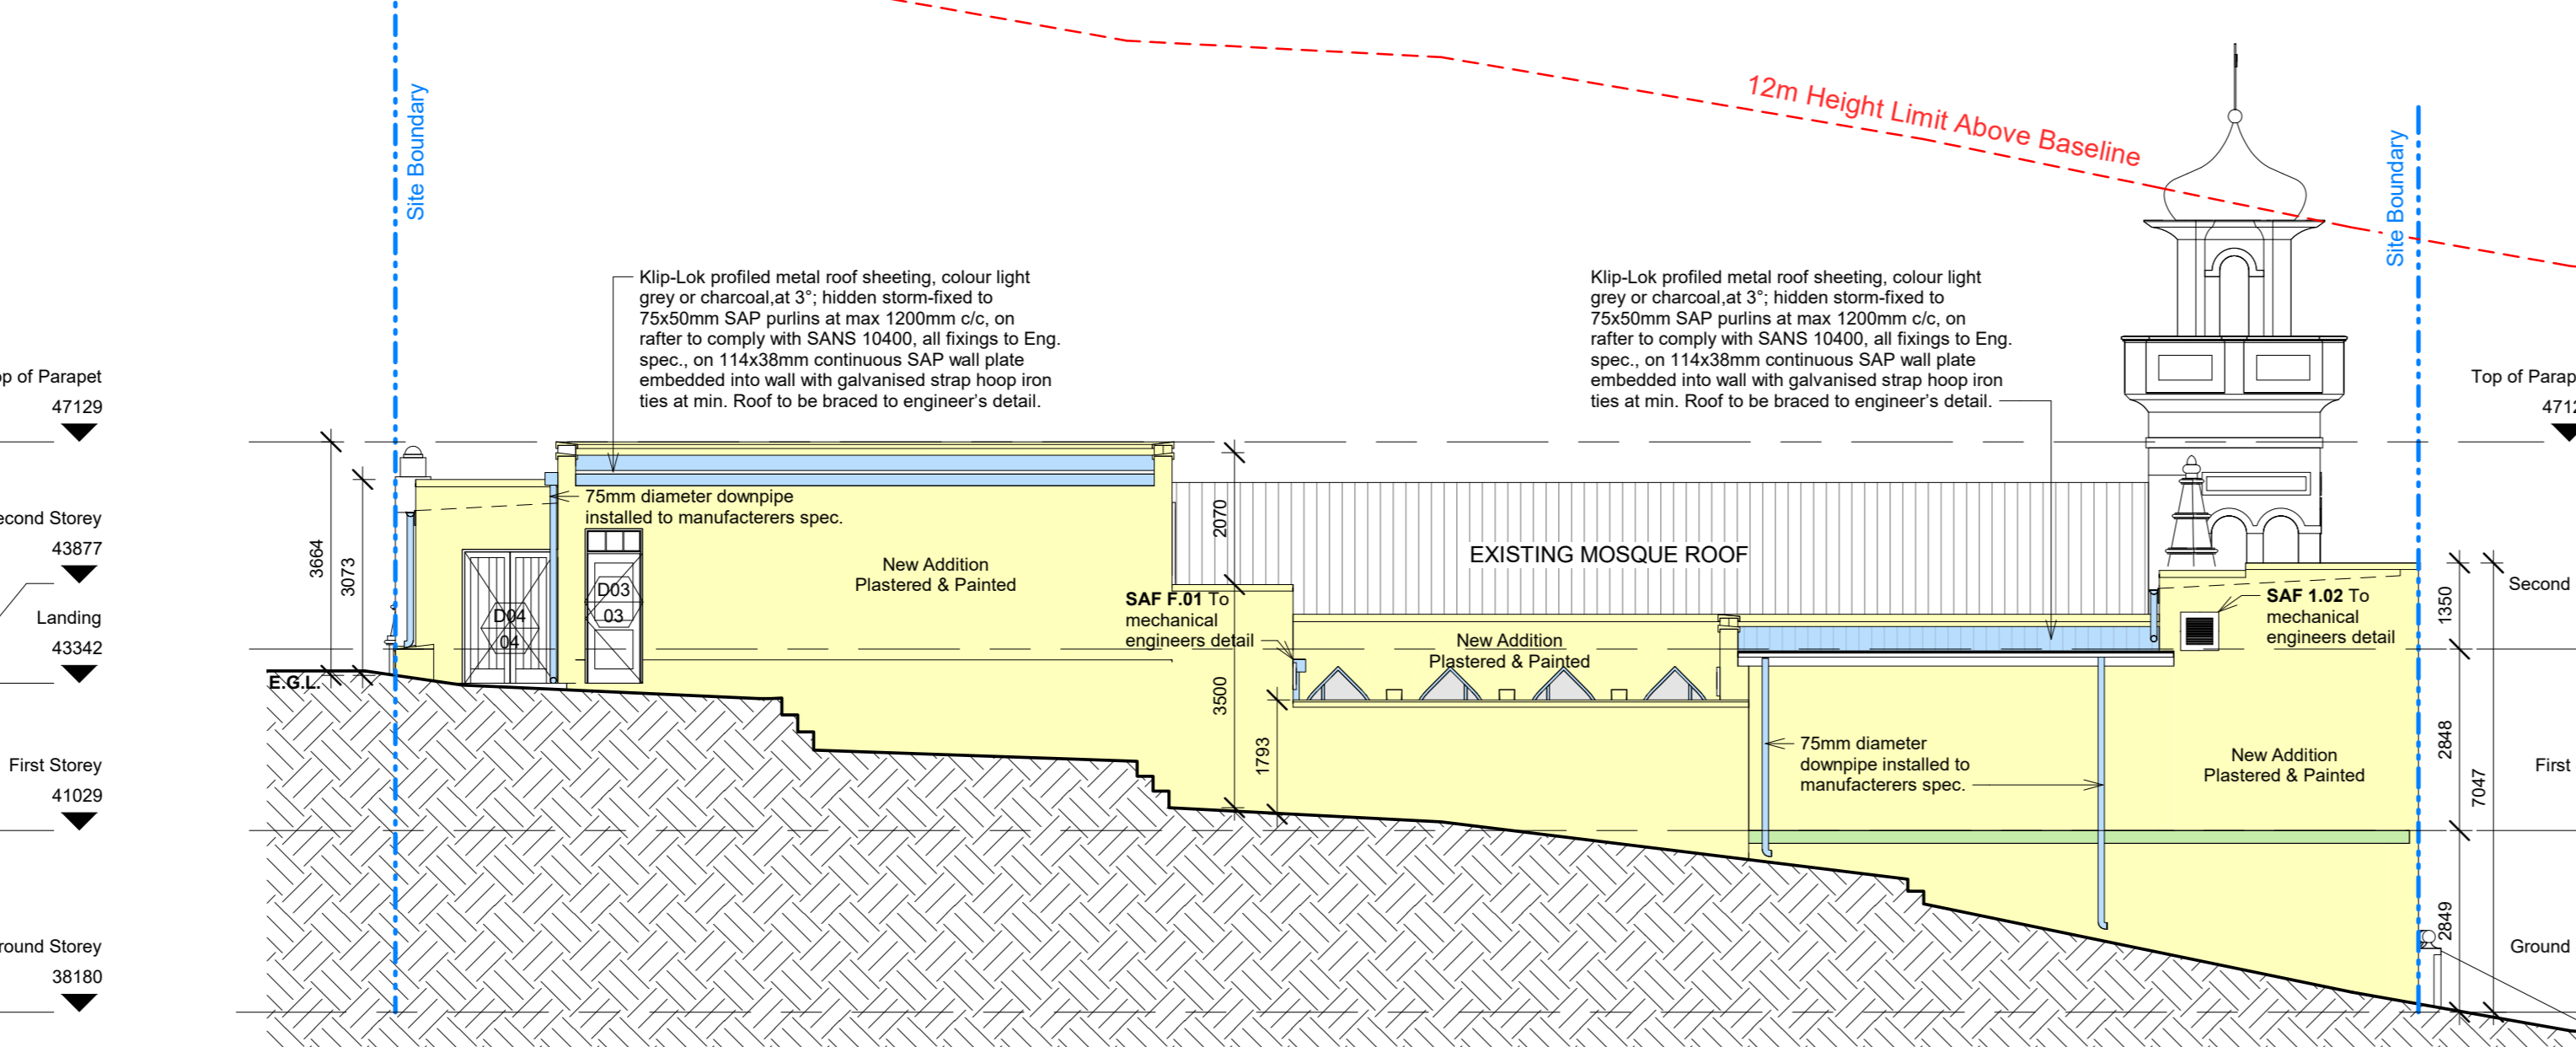 12m Height Limit Above Baseline
Site Boundary
Site Boundary
Klip-Lok profiled metal roof sheeting, colour light
grey or charcoal,at 3°; hidden storm-fixed to
75x50mm SAP purlins at max 1200mm c/c, on
rafter to comply with SANS 10400, all fixings to Eng.
spec., on 114x38mm continuous SAP wall plate
embedded into wall with galvanised strap hoop iron
ties at min. Roof to be braced to engineer's detail.
Klip-Lok profiled metal roof sheeting, colour light
grey or charcoal,at 3°; hidden storm-fixed to
75x50mm SAP purlins at max 1200mm c/c, on
rafter to comply with SANS 10400, all fixings to Eng.
spec., on 114x38mm continuous SAP wall plate
embedded into wall with galvanised strap hoop iron
ties at min. Roof to be braced to engineer's detail.
op of Parapet
47129
econd Storey
43877
Landing
43342
First Storey
41029
round Storey
38180
3664
3073
75mm diameter downpipe
installed to manufacterers spec.
D04
04
D03
03
New Addition
Plastered & Painted
E.G.L.
2070
3500
1793
SAF F.01 To
mechanical
engineers detail
EXISTING MOSQUE ROOF
New Addition
Plastered & Painted
75mm diameter
downpipe installed to
manufacterers spec.
SAF 1.02 To
mechanical
engineers detail
New Addition
Plastered & Painted
1350
2848
2849
7047
Top of Parap
4712
Second
First
Ground